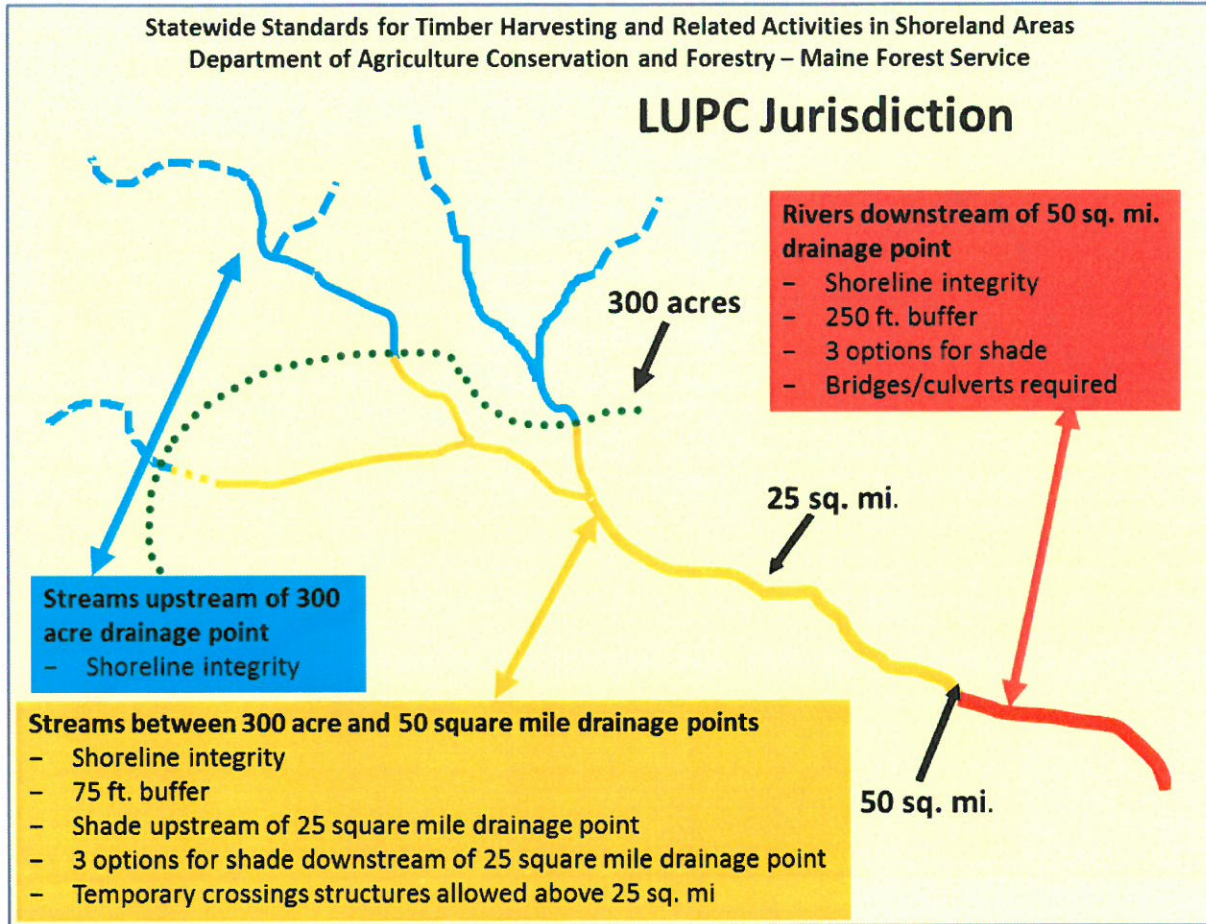 Statewide Standards for Timber Harvesting and Related Activities in Shoreland Areas
Department of Agriculture Conservation and Forestry – Maine Forest Service
LUPC Jurisdiction
Rivers downstream of 50 sq. mi.
drainage point
– Shoreline integrity
– 250 ft. buffer
– 3 options for shade
– Bridges/culverts required
300 acres
25 sq. mi.
Streams upstream of 300
acre drainage point
– Shoreline integrity
Streams between 300 acre and 50 square mile drainage points
– Shoreline integrity
– 75 ft. buffer
– Shade upstream of 25 square mile drainage point
– 3 options for shade downstream of 25 square mile drainage point
– Temporary crossings structures allowed above 25 sq. mi
50 sq. mi.